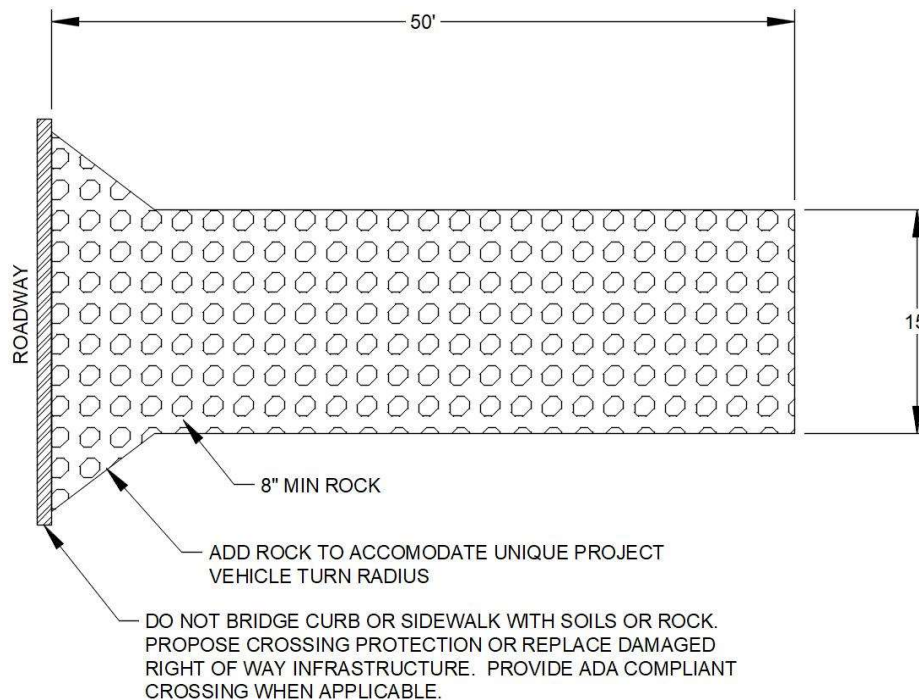 50'
ROADWAY
15
8" MIN ROCK
ADD ROCK TO ACCOMODATE UNIQUE PROJECT
VEHICLE TURN RADIUS
DO NOT BRIDGE CURB OR SIDEWALK WITH SOILS OR ROCK.
PROPOSE CROSSING PROTECTION OR REPLACE DAMAGED
RIGHT OF WAY INFRASTRUCTURE. PROVIDE ADA COMPLIANT
CROSSING WHEN APPLICABLE.